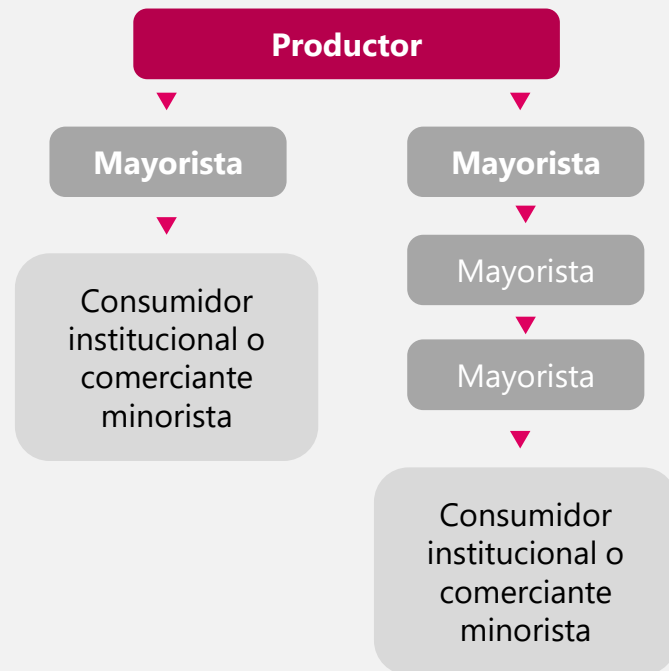 Productor
Mayorista
Consumidor
institucional o
comerciante
minorista
Mayorista
Mayorista
Mayorista
Consumidor
institucional o
comerciante
minorista